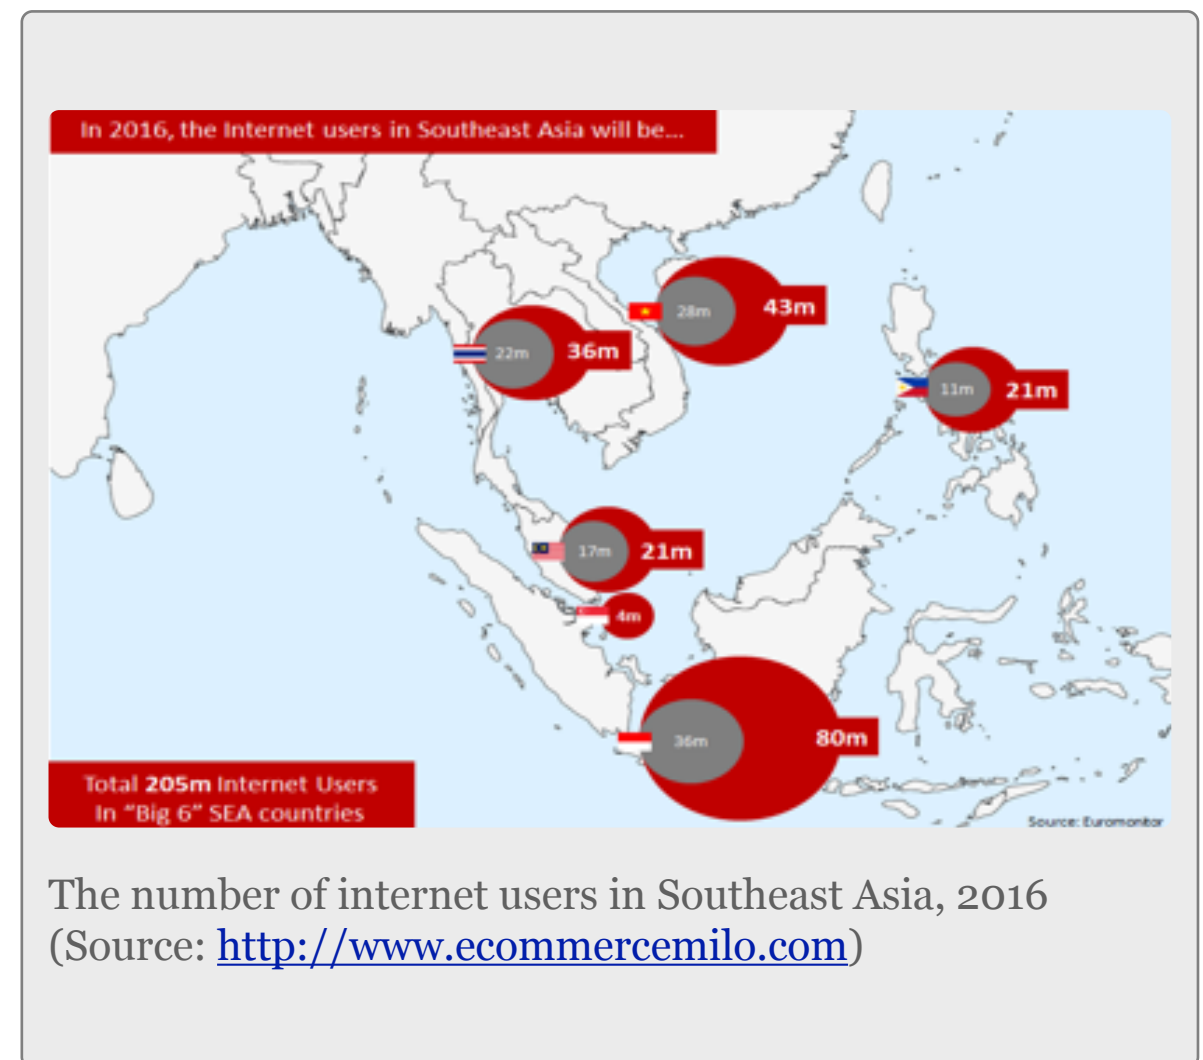 In 2016, the Internet users in Southeast Asia will be...
28m
43m
22m
36m
11m
21m
17m
21m
4m
36m
80m
Total 205m Internet Users
In “Big 6” SEA countries
Source: Euromonitor
The number of internet users in Southeast Asia, 2016
(Source: http://www.ecommercemilo.com)